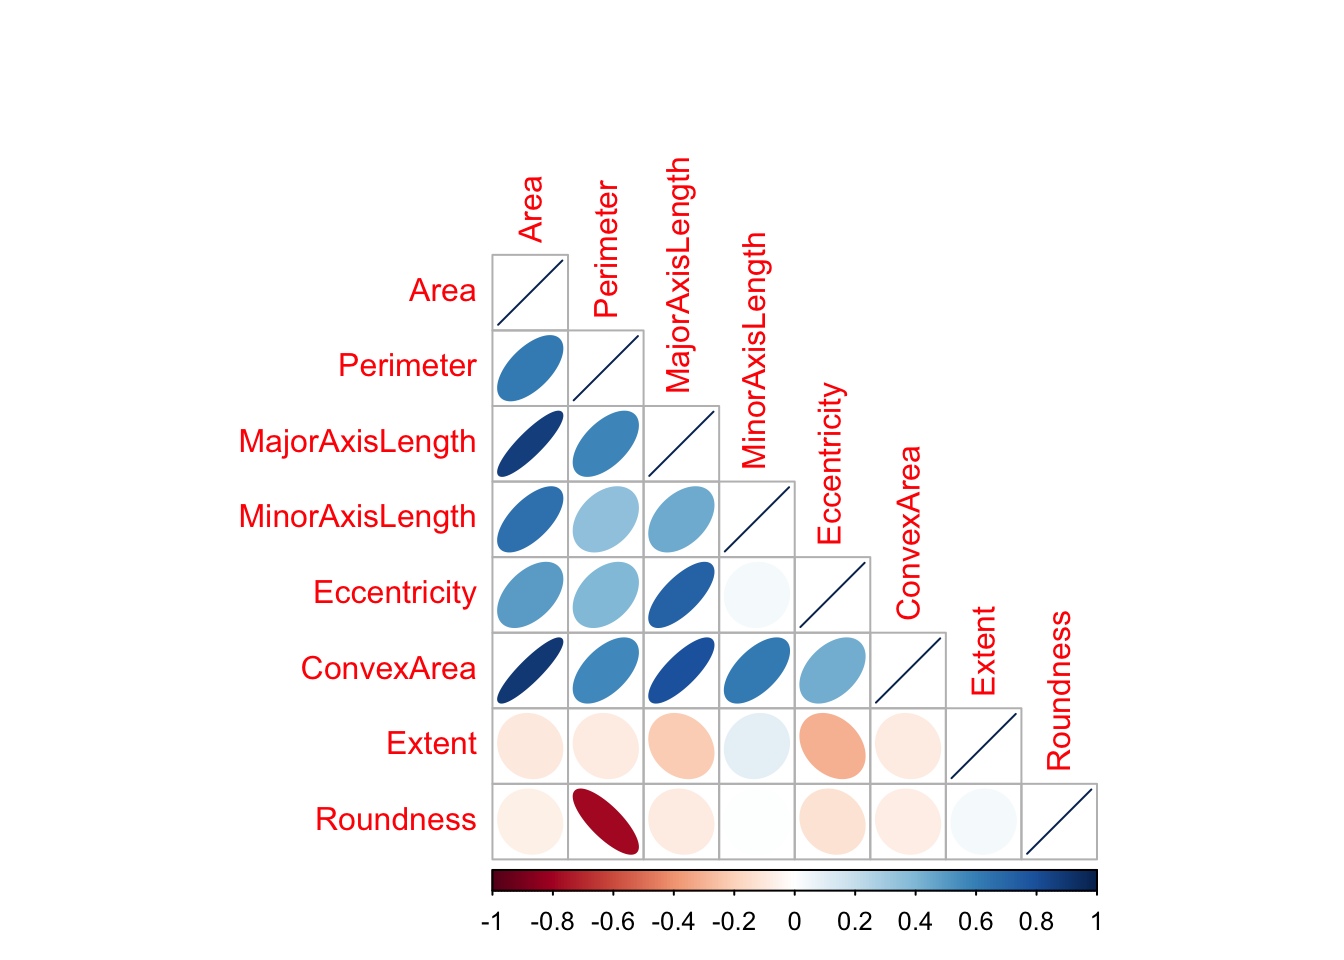 Area
Perimeter
MajorAxisLength
MinorAxisLength
Eccentricity
ConvexArea
Extent
Roundness
Area
Perimeter
MajorAxisLength
MinorAxisLength
Eccentricity
ConvexArea
Extent
Roundness
-1 -0.8 -0.6 -0.4 -0.2 0 0.2 0.4 0.6 0.8 1